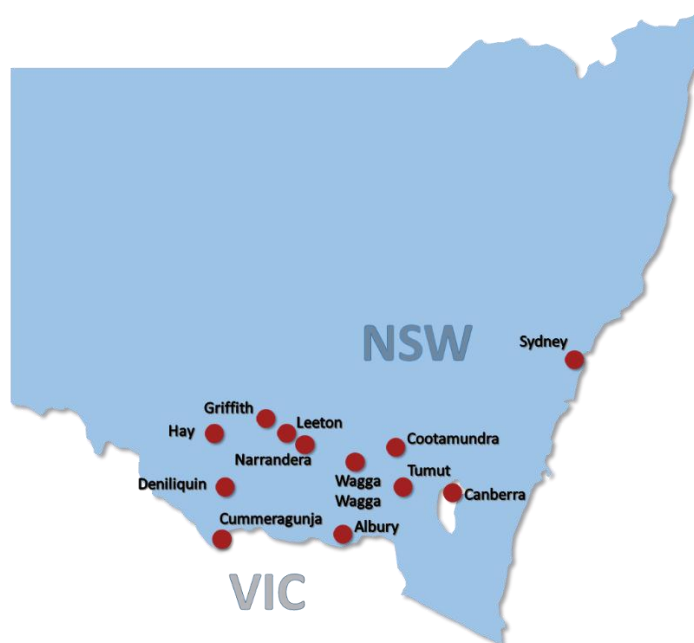 NSW
Sydney
Griffith
Leeton
Hay
Cootamundra
Narrandera
Wagga
Wagga
Tumut
Deniliquin
Canberra
Cummeragunja
Albury
VIC